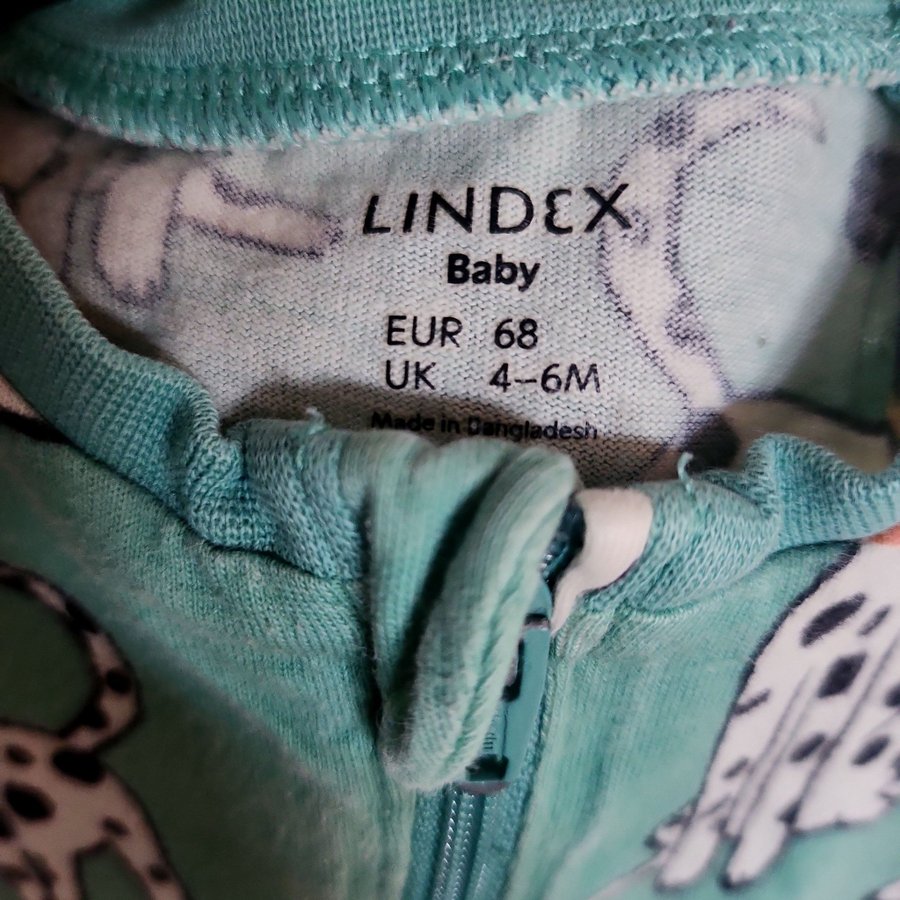 LINDEX
Baby
EUR 68
UK 4-6M
Made in Bangladesh